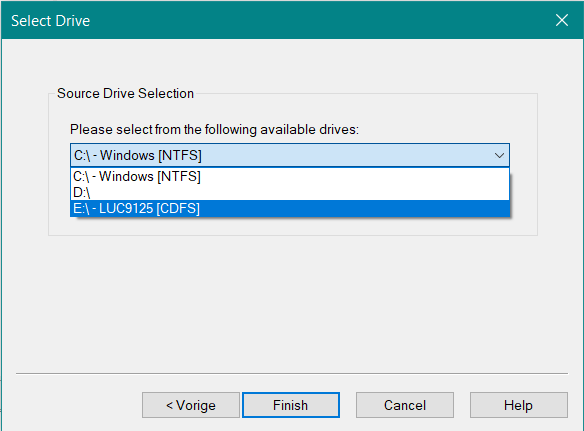 Select Drive
Source Drive Selection
Please select from the following available drives:
C:\ - Windows [NTFS]
C:\ - Windows [NTFS]
D:\
E:\ - LUC9125 [CDFS]
< Vorige
Finish
Cancel
Help